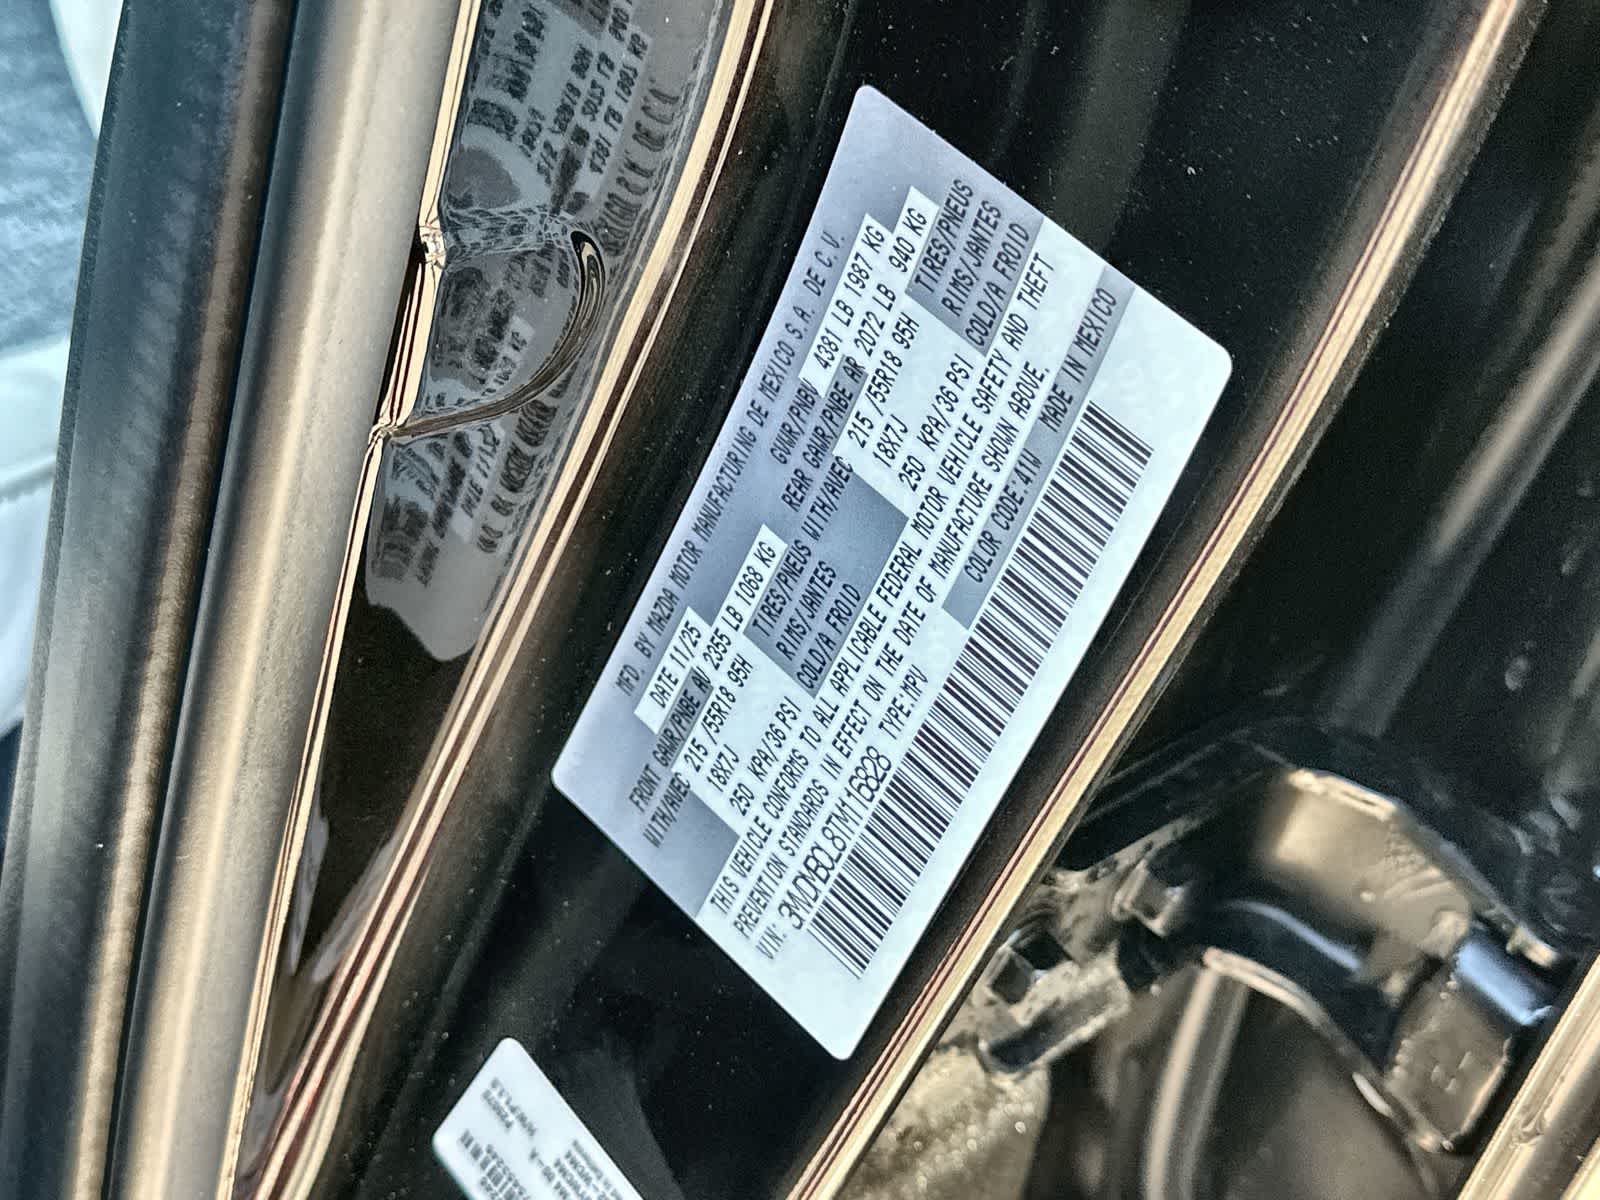 MFD. BY MAZDA MOTOR MANUFACTURING DE MEXICO S.A. DE C.V.
DATE 11/25 GVWR/PNBV 4381 LB 1987 KG
FRONT GAWR/PNBE AV 2355 LB 1068 KG REAR GAWR/PNBE AR 2072 LB 940 KG
WITH/AVEC 215 /55R18 95H TIRES/PNEUS WITH/AVEC 215 /55R18 95H TIRES/PNEUS
18X7J RIMS/JANTES 18X7J RIMS/JANTES
250 KPA/36 PSI COLD/A FROID 250 KPA/36 PSI COLD/A FROID
THIS VEHICLE CONFORMS TO ALL APPLICABLE FEDERAL MOTOR VEHICLE SAFETY AND THEFT
PREVENTION STANDARDS IN EFFECT ON THE DATE OF MANUFACTURE SHOWN ABOVE.
VIN: 3MVDMBCL8TM116828 TYPE:MPV COLOR CODE:41W MADE IN MEXICO